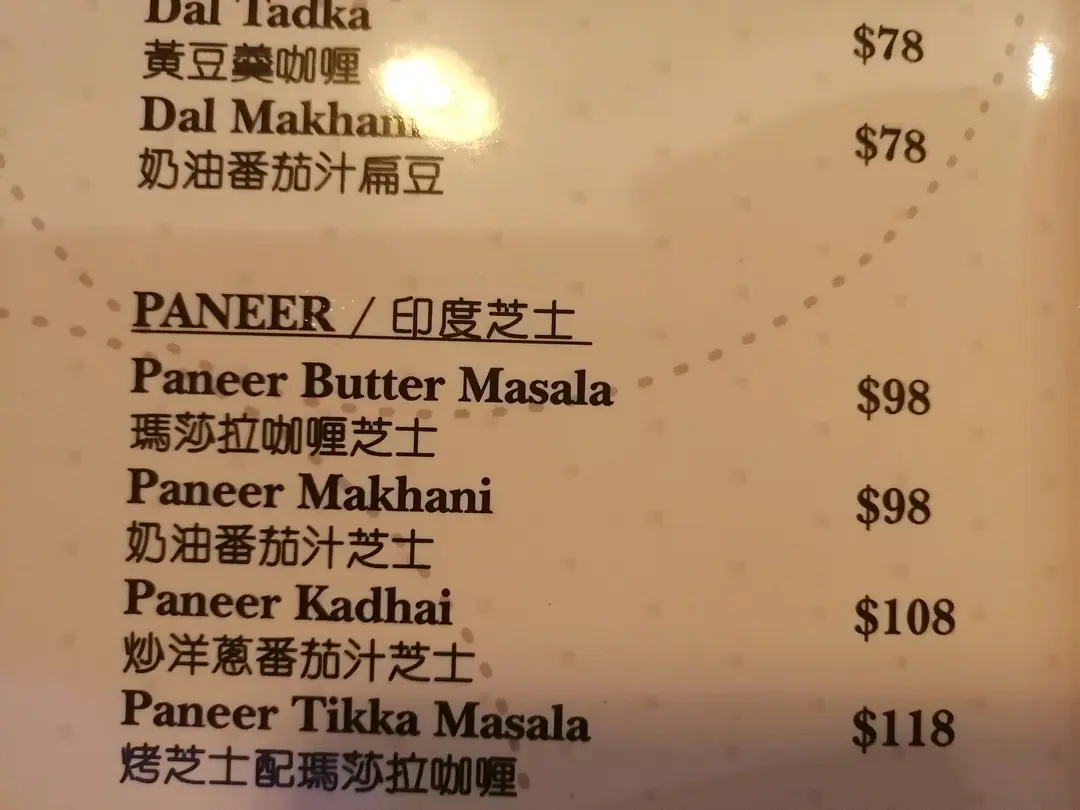 Dal Tadka $78
黃豆羹咖喱
Dal Makhani $78
奶油番茄汁扁豆
PANEER / 印度芝士
Paneer Butter Masala $98
瑪莎拉咖喱芝士
Paneer Makhani $98
奶油番茄汁芝士
Paneer Kadhai $108
炒洋蔥番茄汁芝士
Paneer Tikka Masala $118
烤芝士配瑪莎拉咖喱